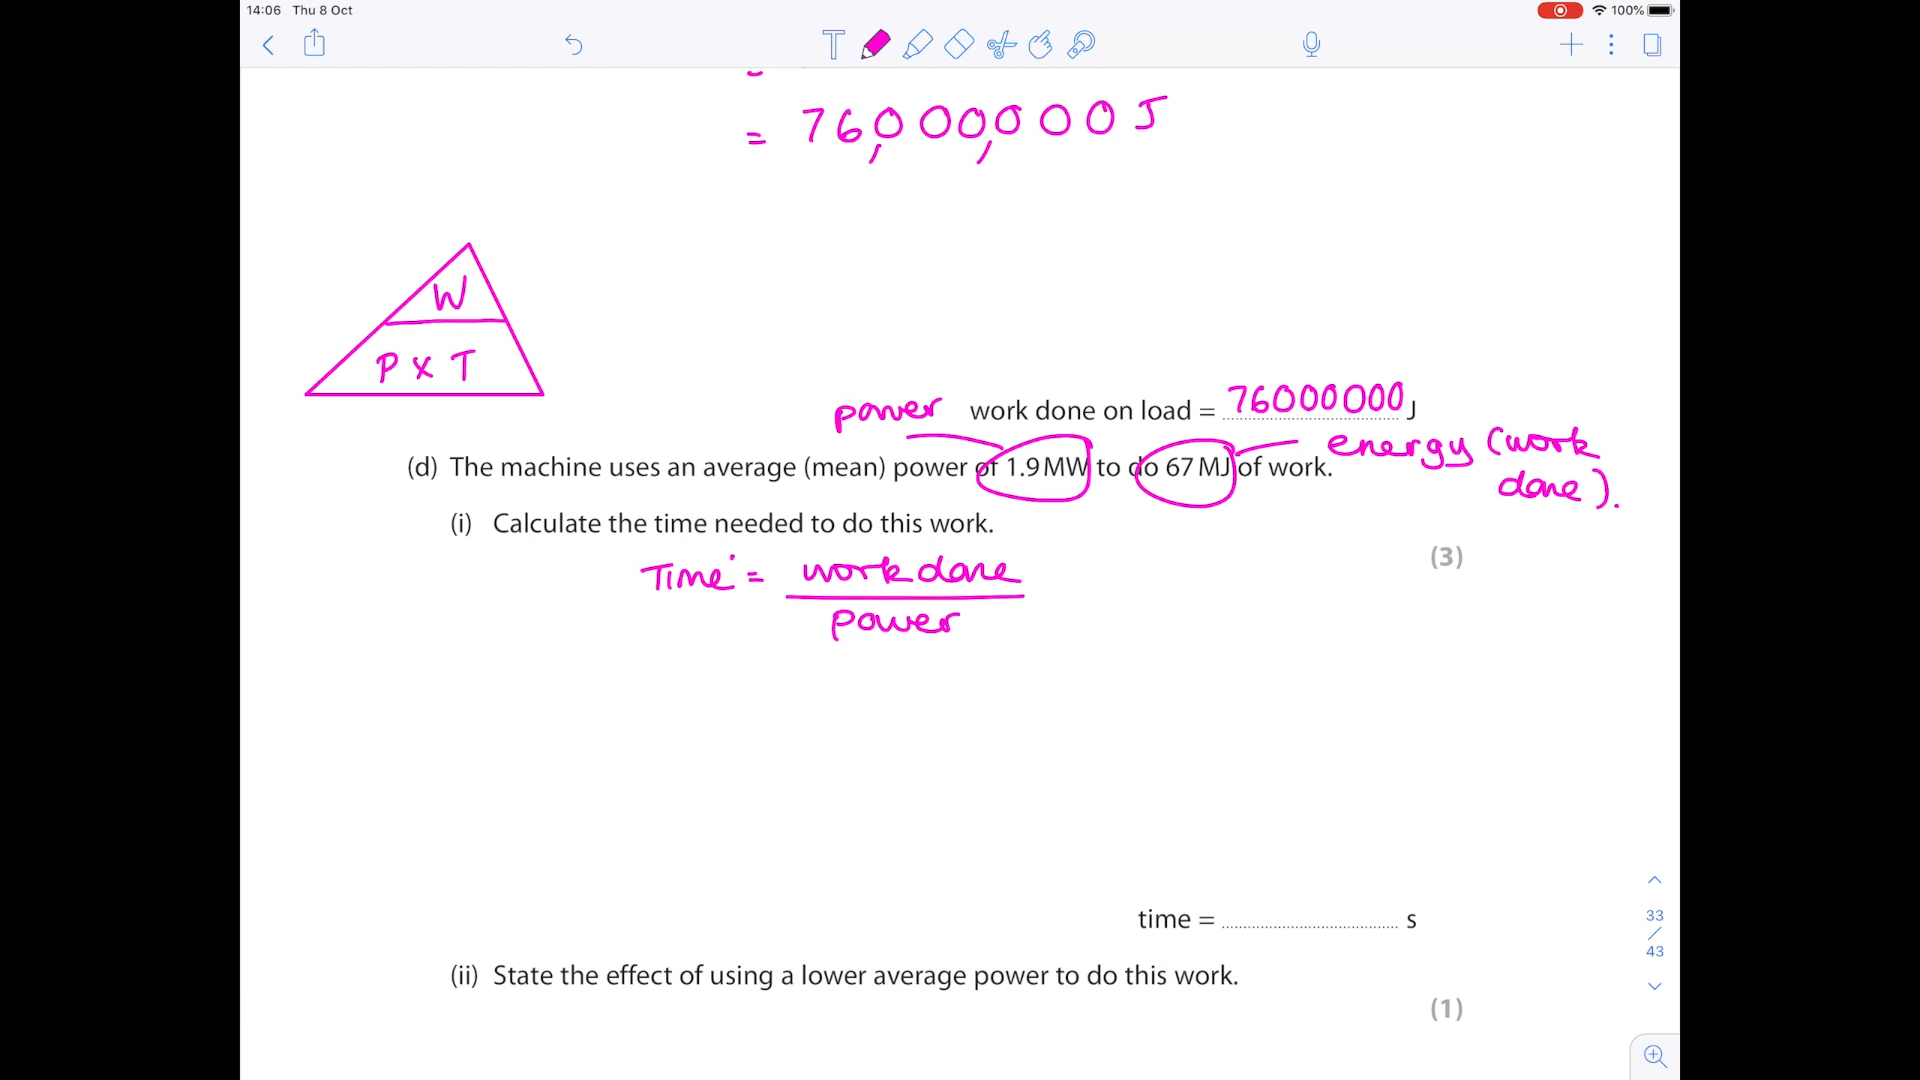 14:06 Thu 8 Oct
100%
T
=
= 76,000,000 J
W
P x T
power work done on load = 76000000 J
(d) The machine uses an average (mean) power of 1.9 MW to do 67 MJ of work.
energy (work
done).
(i) Calculate the time needed to do this work.
(3)
Time = work done
power
time = ........................................ s
(ii) State the effect of using a lower average power to do this work.
(1)
33
/
43